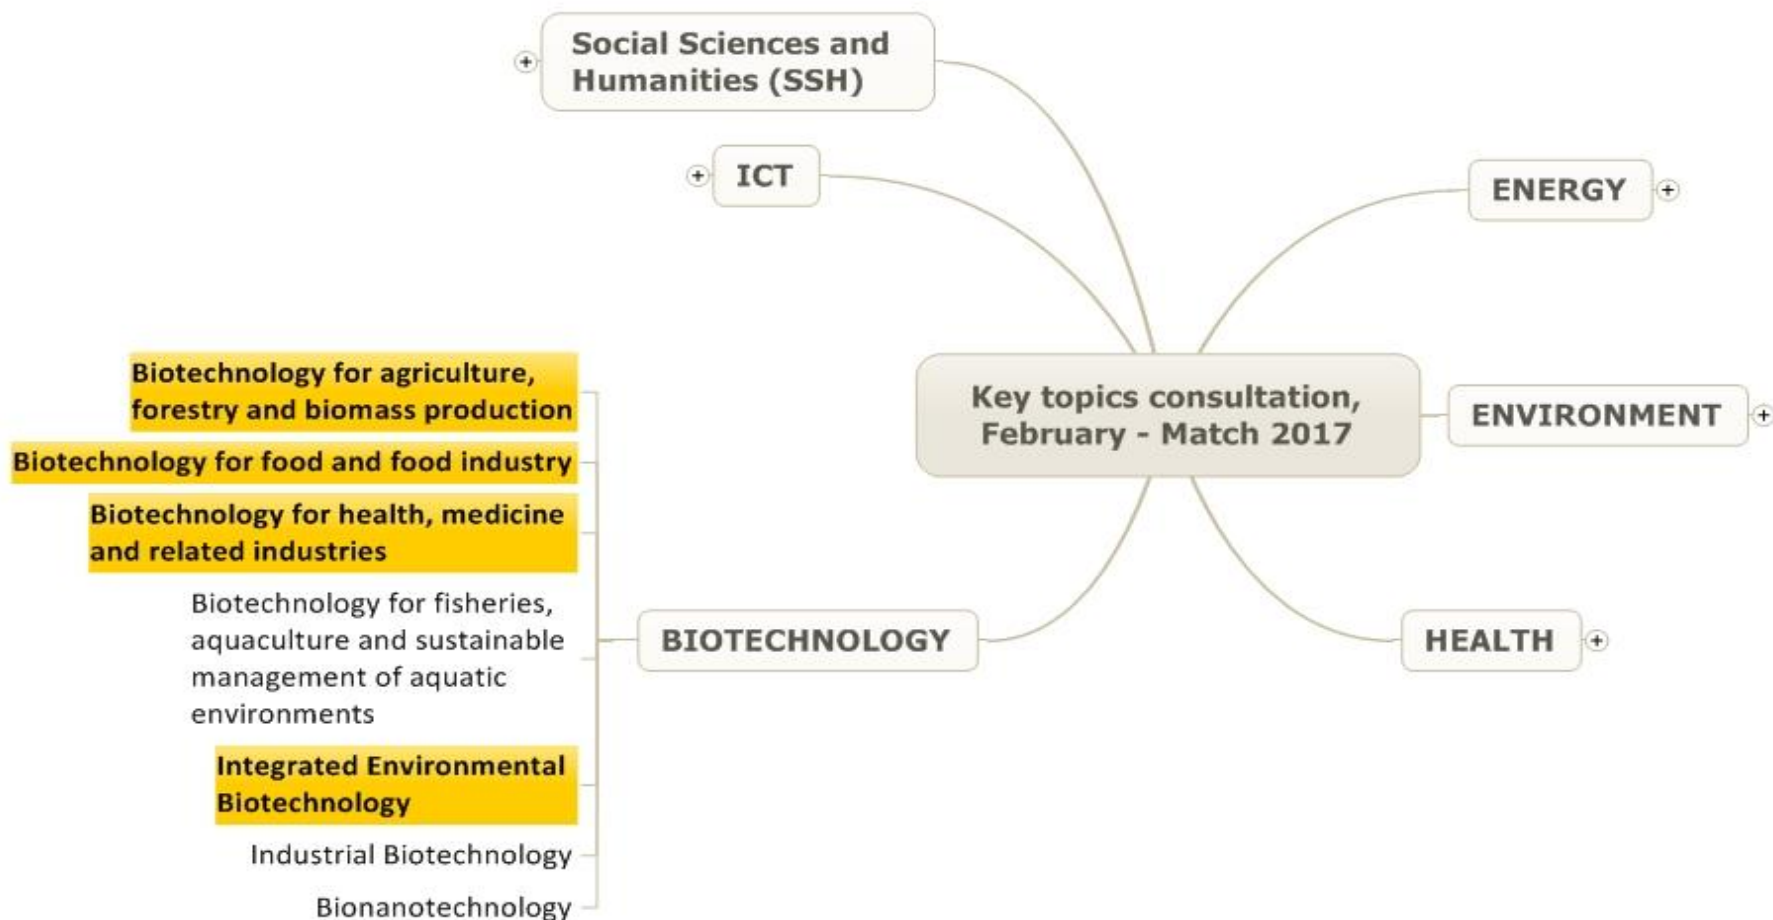 Social Sciences and
Humanities (SSH)
ICT
ENERGY
Key topics consultation,
February - Match 2017
ENVIRONMENT
HEALTH
BIOTECHNOLOGY
Biotechnology for agriculture,
forestry and biomass production
Biotechnology for food and food industry
Biotechnology for health, medicine
and related industries
Biotechnology for fisheries,
aquaculture and sustainable
management of aquatic
environments
Integrated Environmental
Biotechnology
Industrial Biotechnology
Bionanotechnology